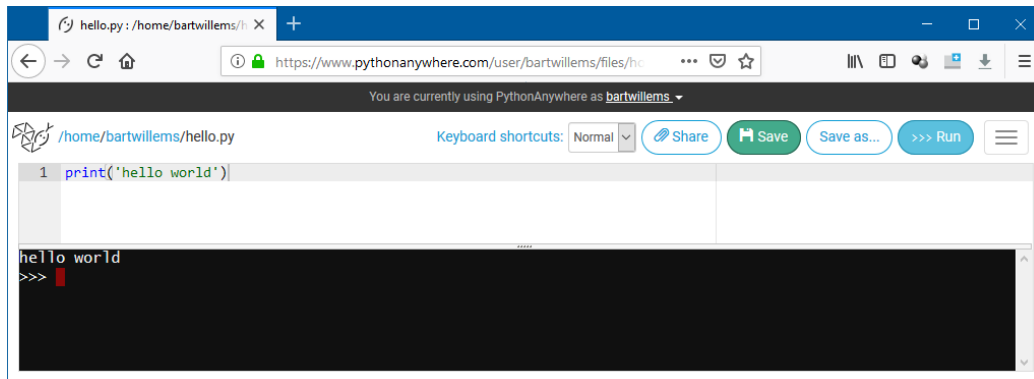 hello.py : /home/bartwillems/h
https://www.pythonanywhere.com/user/bartwillems/files/ho
You are currently using PythonAnywhere as bartwillems
/home/bartwillems/hello.py Keyboard shortcuts: Normal Share Save Save as... >>> Run
1 print('hello world')
hello world
>>>